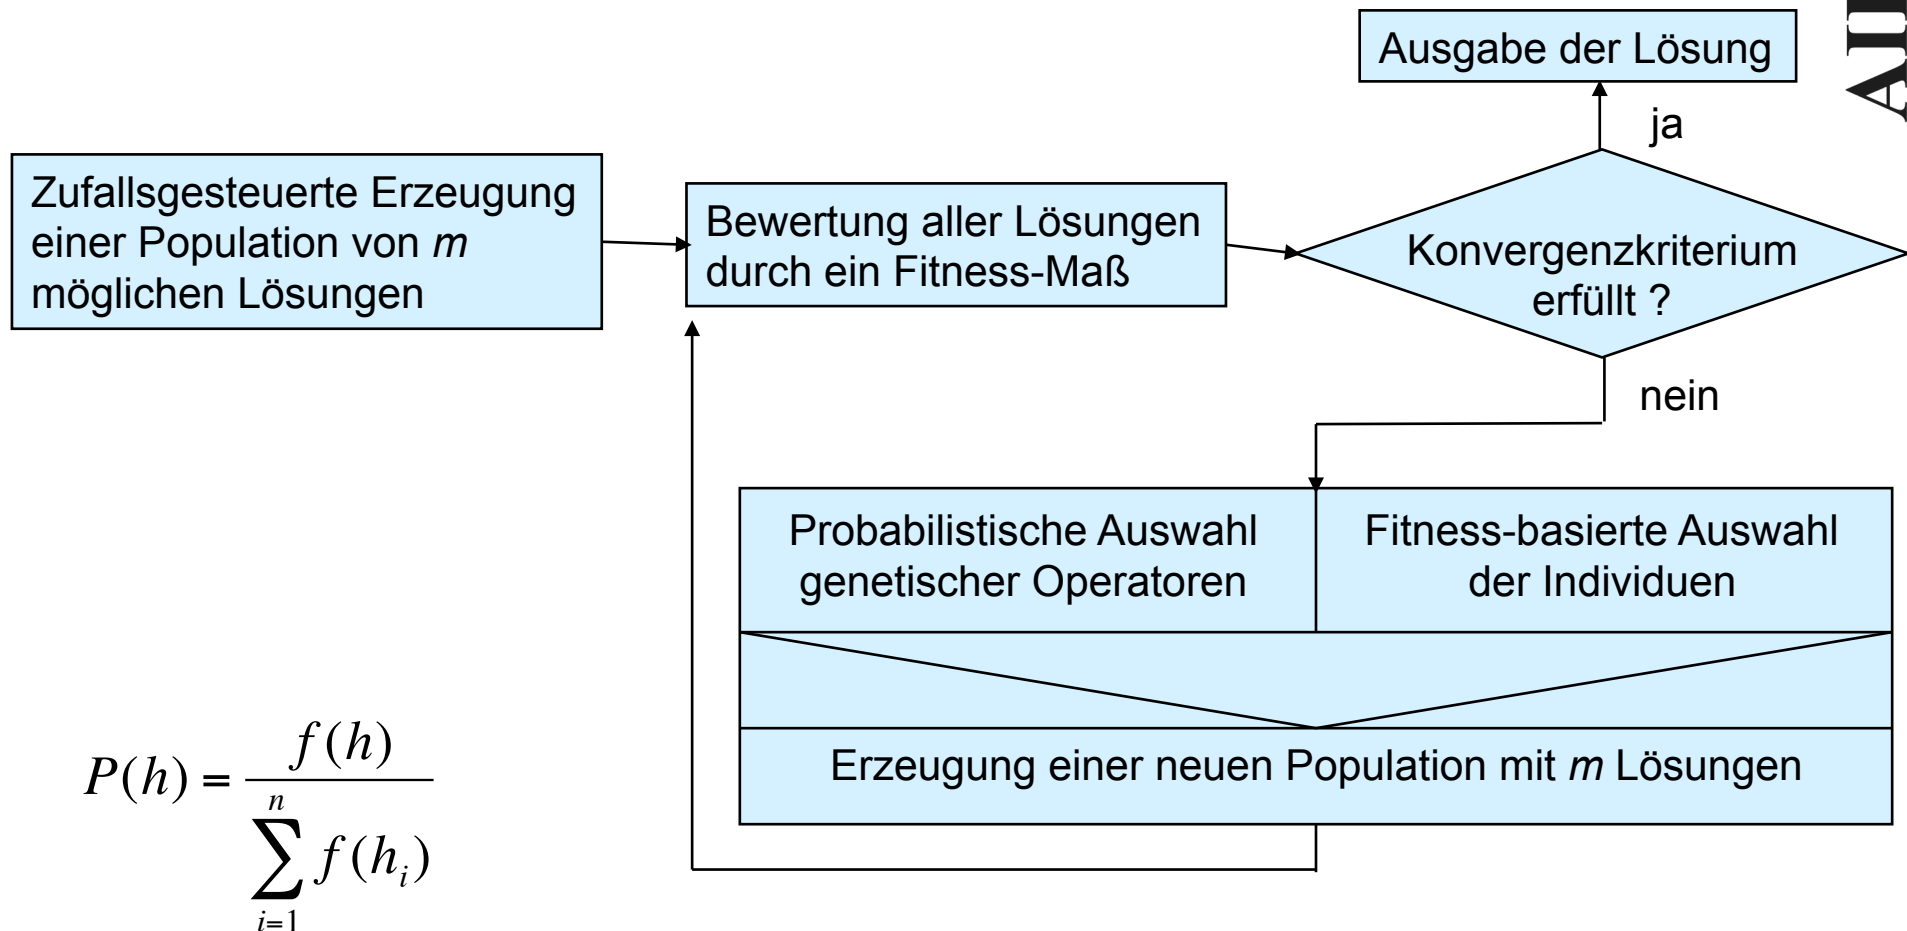 Ausgabe der Lösung
AII
ja
Zufallsgesteuerte Erzeugung
einer Population von m
möglichen Lösungen
Bewertung aller Lösungen
durch ein Fitness-Maß
Konvergenzkriterium
erfüllt ?
nein
Probabilistische Auswahl
genetischer Operatoren
Fitness-basierte Auswahl
der Individuen
Erzeugung einer neuen Population mit m Lösungen
P(h) = f(h) / ∑_{i=1}^{n} f(h_i)